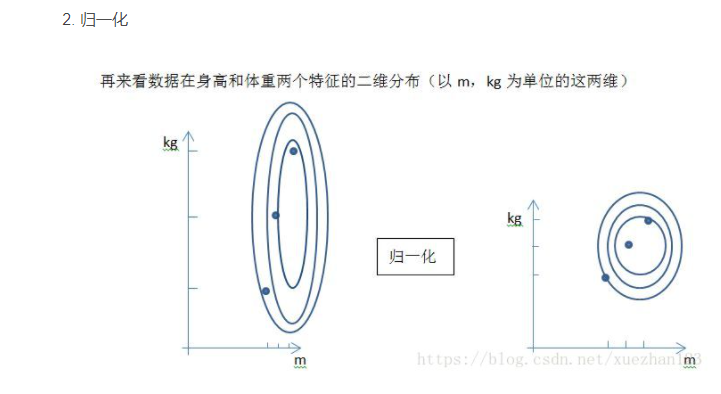 2. 归一化
再来看数据在身高和体重两个特征的二维分布（以 m，kg 为单位的这两维）
kg
m
归一化
kg
m
https://blog.csdn.net/xuezhan103